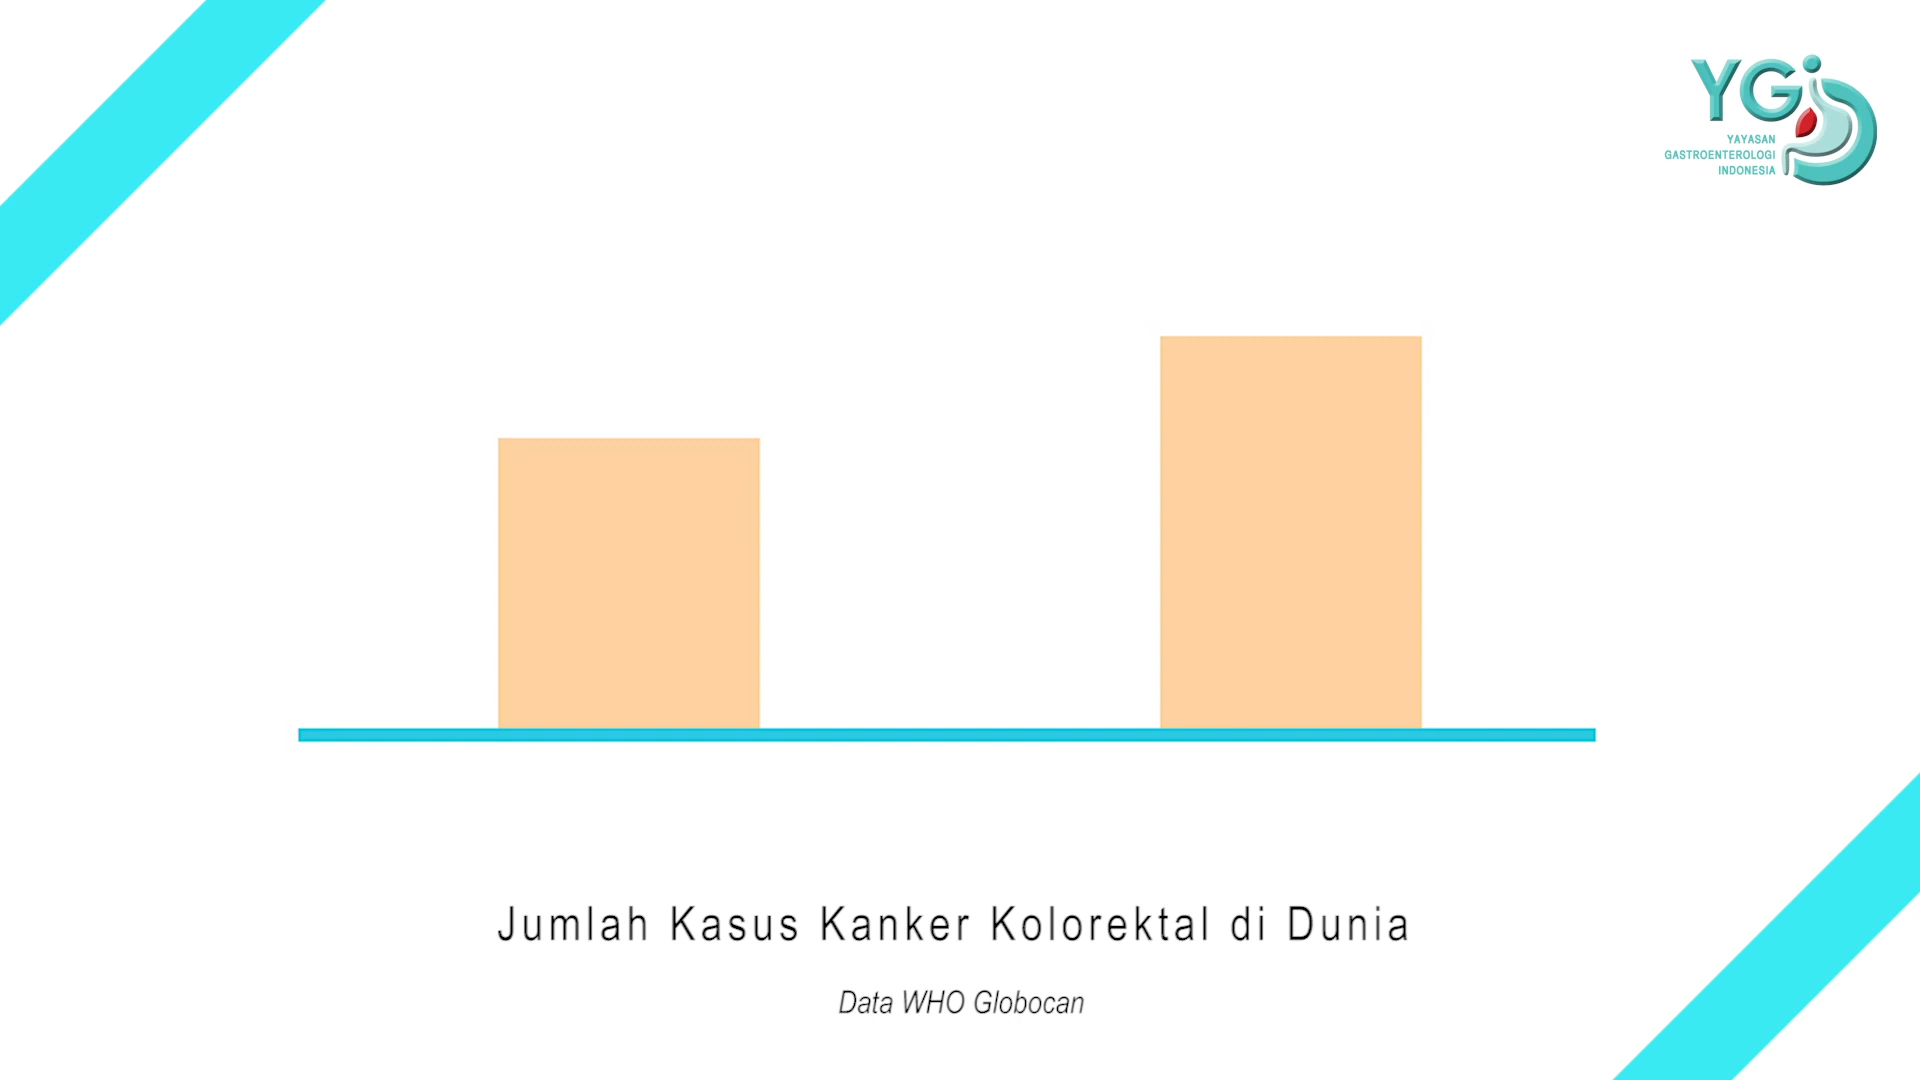 YGi
YAYASAN
GASTROENTEROLOGI
INDONESIA
Jumlah Kasus Kanker Kolorektal di Dunia
Data WHO Globocan